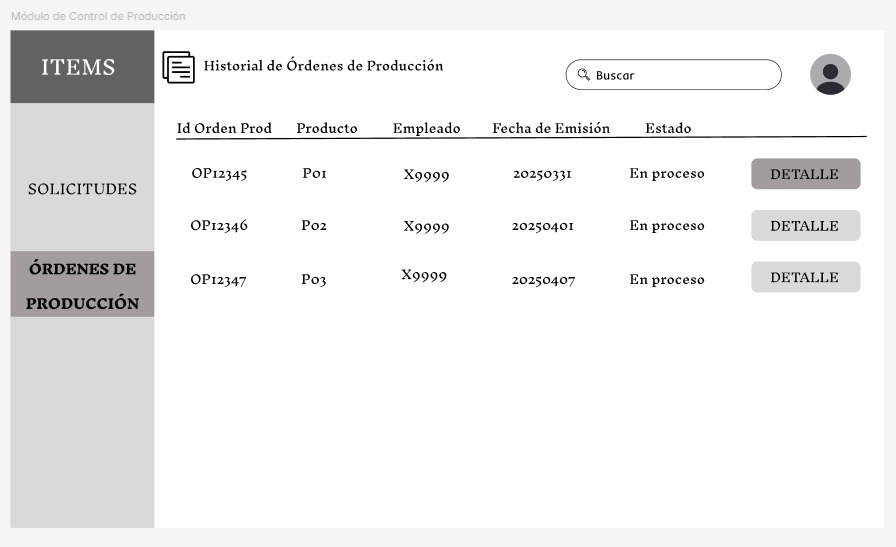 Módulo de Control de Producción
ITEMS
Historial de Órdenes de Producción
Buscar
Id Orden Prod Producto Empleado Fecha de Emisión Estado
SOLICITUDES
ÓRDENES DE
PRODUCCIÓN
OP12345 P01 X9999 20250331 En proceso DETALLE
OP12346 P02 X9999 20250401 En proceso DETALLE
OP12347 P03 X9999 20250407 En proceso DETALLE